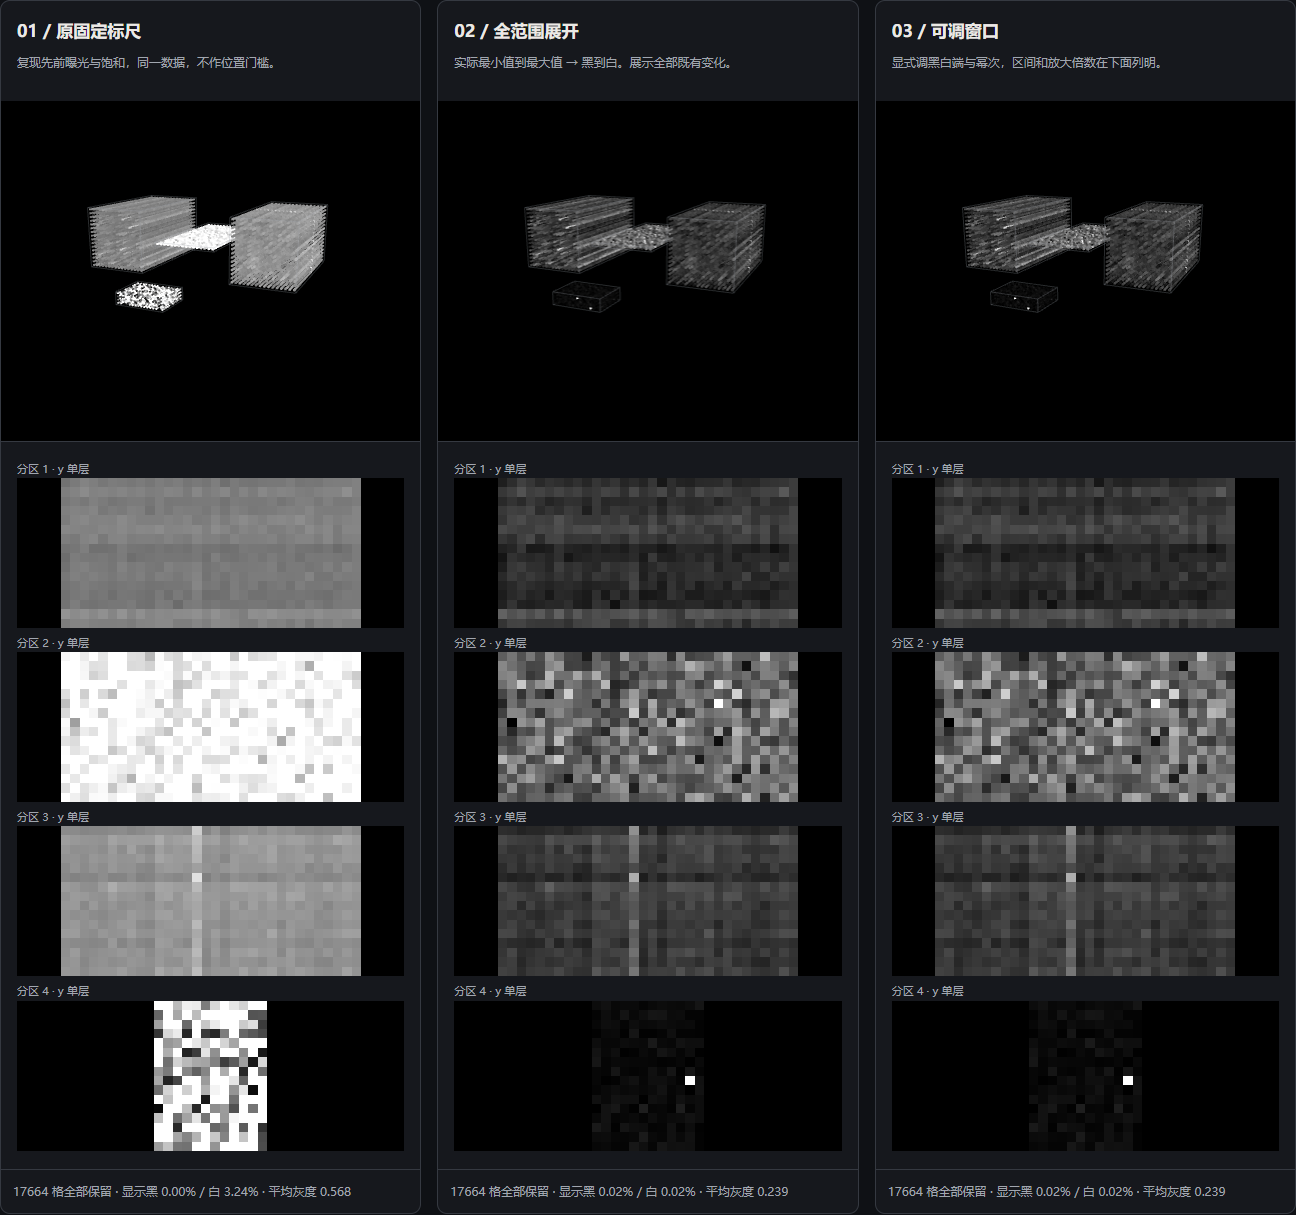 01 / 原固定标尺
复现先前曝光与饱和，同一数据，不作位置门槛。
分区 1 · y 单层
分区 2 · y 单层
分区 3 · y 单层
分区 4 · y 单层
17664 格全部保留 · 显示黑 0.00% / 白 3.24% · 平均灰度 0.568
02 / 全范围展开
实际最小值到最大值 → 黑到白。展示全部既有变化。
分区 1 · y 单层
分区 2 · y 单层
分区 3 · y 单层
分区 4 · y 单层
17664 格全部保留 · 显示黑 0.02% / 白 0.02% · 平均灰度 0.239
03 / 可调窗口
显式调黑白端与幂次，区间和放大倍数在下面列明。
分区 1 · y 单层
分区 2 · y 单层
分区 3 · y 单层
分区 4 · y 单层
17664 格全部保留 · 显示黑 0.02% / 白 0.02% · 平均灰度 0.239